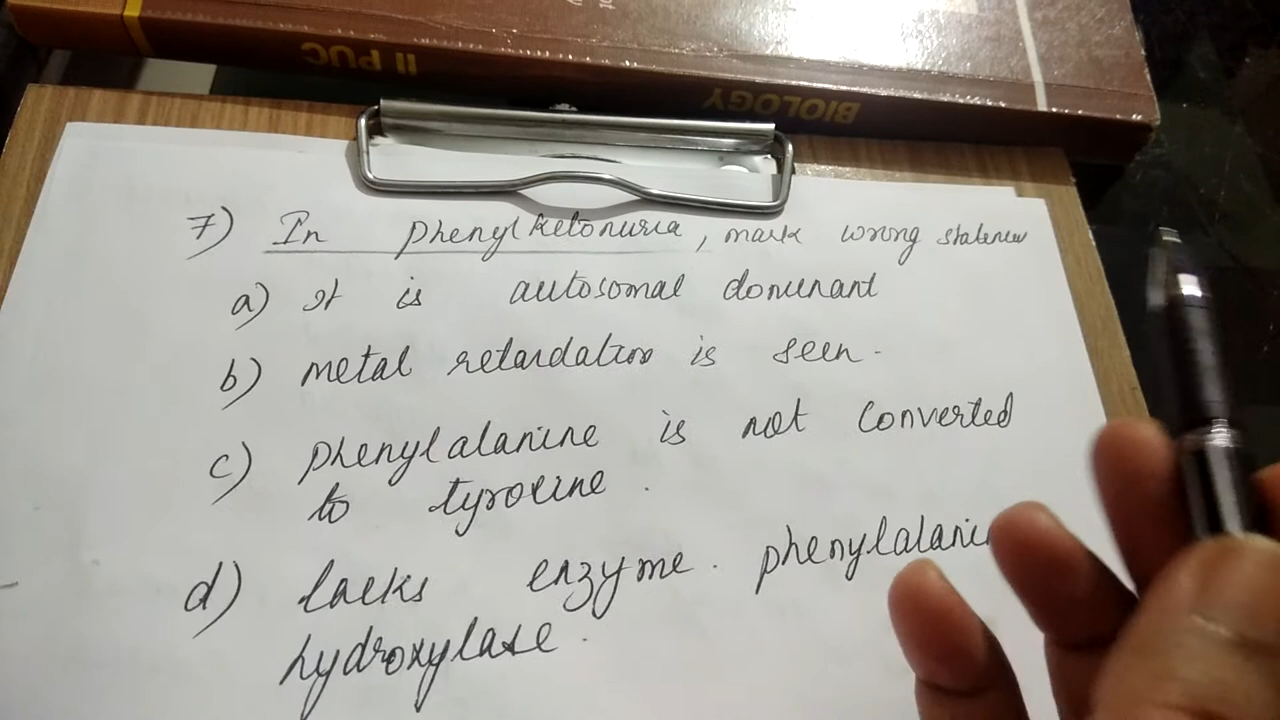 II PUC
BIOLOGY
7) In phenylketonuria, mark wrong
a) It is autosomal dominant
b) metal retardation is seen.
c) phenylalanine is not converted
to tyrosine.
d) lacks enzyme. phenylalanin
hydroxylase.